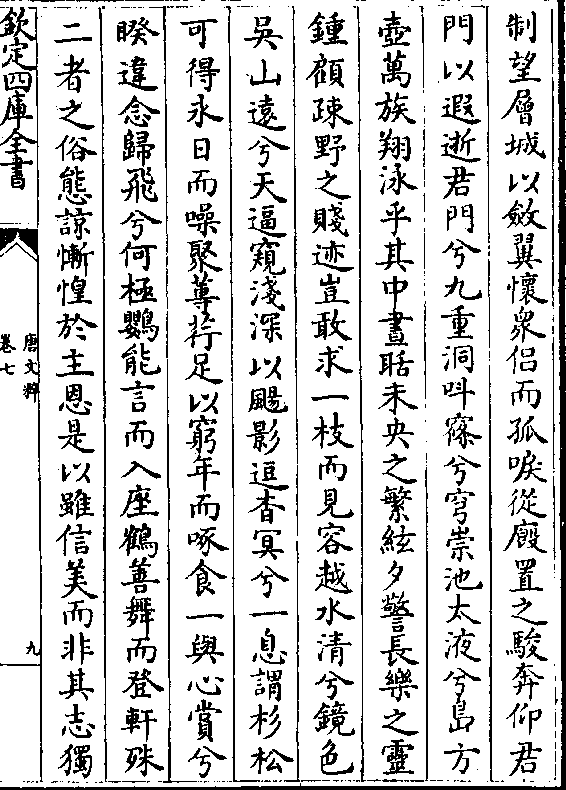 制望層城以斂翼懷衆侣而孤唳從廏置之駿奔仰君
門以遐逝君門兮九重洞呌窱兮穹崇池太液兮島方
壺萬族翔泳乎其中晝聒未央之繁絃夕警長樂之靈
鍾顧疎野之賤迹豈敢求一枝而見容越水清兮鏡色
吳山遠兮天逼窺淺深以颺影逗杳冥兮一息謂杉松
可得永日而噪聚蓴荇足以窮年而啄食一與心賞兮
睽違念歸飛兮何極鸚能言而入座鶴善舞而登軒殊
二者之俗態諒慚惶於主恩是以雖信美而非其志獨
欽定四庫全書
唐文粹
卷七
九